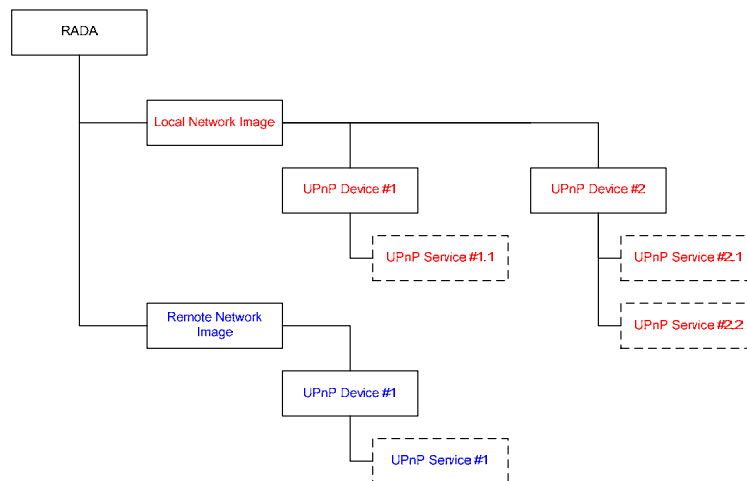 RADA
Local Network Image
UPnP Device #1
UPnP Device #2
UPnP Service #1.1
UPnP Service #2.1
UPnP Service #2.2
Remote Network
Image
UPnP Device #1
UPnP Service #1